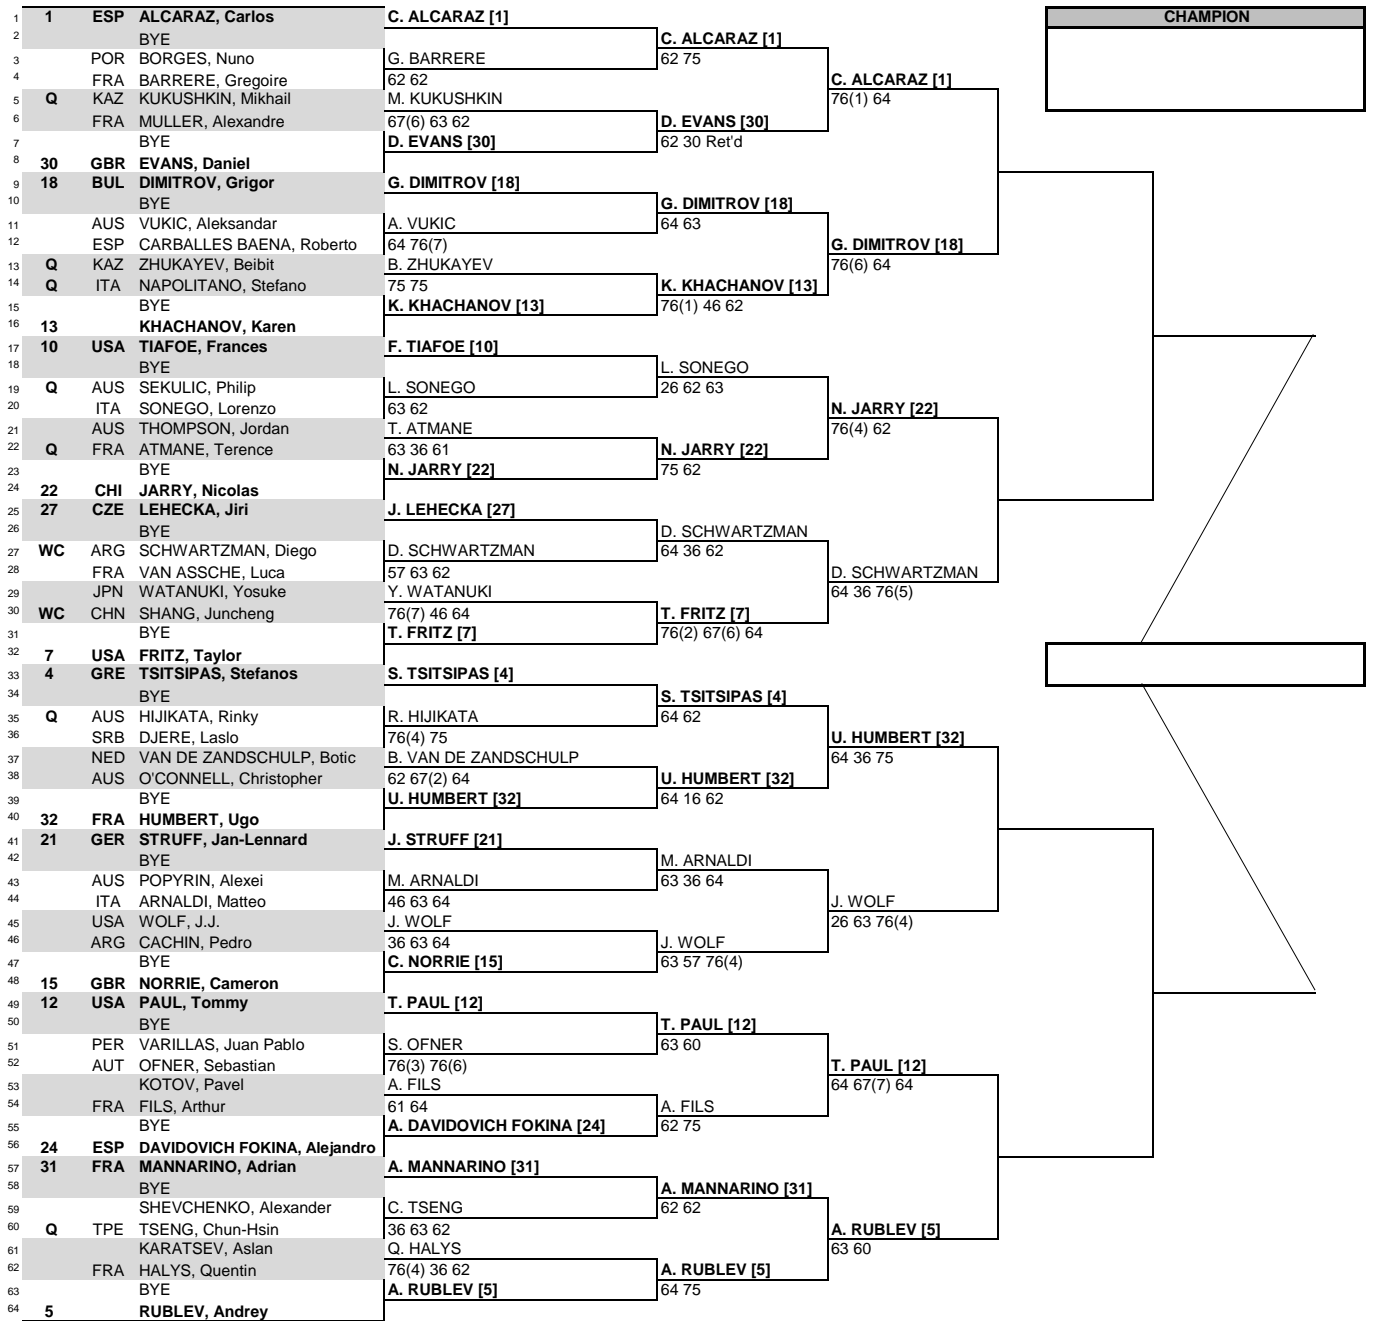 1 1 ESP ALCARAZ, Carlos C. ALCARAZ [1] CHAMPION
2 BYE C. ALCARAZ [1]
3 POR BORGES, Nuno G. BARRERE 62 75
4 FRA BARRERE, Gregoire 62 62 C. ALCARAZ [1]
5 Q KAZ KUKUSHKIN, Mikhail M. KUKUSHKIN 76(1) 64
6 FRA MULLER, Alexandre 67(6) 63 62 D. EVANS [30]
7 BYE D. EVANS [30] 62 30 Ret'd
8 30 GBR EVANS, Daniel
9 18 BUL DIMITROV, Grigor G. DIMITROV [18]
10 BYE G. DIMITROV [18]
11 AUS VUKIC, Aleksandar A. VUKIC 64 63
12 ESP CARBALLES BAENA, Roberto 64 76(7) G. DIMITROV [18]
13 Q KAZ ZHUKAYEV, Beibit B. ZHUKAYEV 76(6) 64
14 Q ITA NAPOLITANO, Stefano 75 75 K. KHACHANOV [13]
15 BYE K. KHACHANOV [13] 76(1) 46 62
16 13 KHACHANOV, Karen
17 10 USA TIAFOE, Frances F. TIAFOE [10]
18 BYE L. SONEGO
19 Q AUS SEKULIC, Philip L. SONEGO 26 62 63
20 ITA SONEGO, Lorenzo 63 62 N. JARRY [22]
21 AUS THOMPSON, Jordan T. ATMANE 76(4) 62
22 Q FRA ATMANE, Terence 63 36 61 N. JARRY [22]
23 BYE N. JARRY [22] 75 62
24 22 CHI JARRY, Nicolas
25 27 CZE LEHECKA, Jiri J. LEHECKA [27]
26 BYE D. SCHWARTZMAN
27 WC ARG SCHWARTZMAN, Diego D. SCHWARTZMAN 64 36 62
28 FRA VAN ASSCHE, Luca 57 63 62 D. SCHWARTZMAN
29 JPN WATANUKI, Yosuke Y. WATANUKI 64 36 76(5)
30 WC CHN SHANG, Juncheng 76(7) 46 64 T. FRITZ [7]
31 BYE T. FRITZ [7] 76(2) 67(6) 64
32 7 USA FRITZ, Taylor
33 4 GRE TSITSIPAS, Stefanos S. TSITSIPAS [4]
34 BYE S. TSITSIPAS [4]
35 Q AUS HIJIKATA, Rinky R. HIJIKATA 64 62
36 SRB DJERE, Laslo 76(4) 75 U. HUMBERT [32]
37 NED VAN DE ZANDSCHULP, Botic B. VAN DE ZANDSCHULP 64 36 75
38 AUS O'CONNELL, Christopher 62 67(2) 64 U. HUMBERT [32]
39 BYE U. HUMBERT [32] 64 16 62
40 32 FRA HUMBERT, Ugo
41 21 GER STRUFF, Jan-Lennard J. STRUFF [21]
42 BYE M. ARNALDI
43 AUS POPYRIN, Alexei M. ARNALDI 63 36 64
44 ITA ARNALDI, Matteo 46 63 64 J. WOLF
45 USA WOLF, J.J. J. WOLF 26 63 76(4)
46 ARG CACHIN, Pedro 36 63 64 J. WOLF
47 BYE C. NORRIE [15] 63 57 76(4)
48 15 GBR NORRIE, Cameron
49 12 USA PAUL, Tommy T. PAUL [12]
50 BYE T. PAUL [12]
51 PER VARILLAS, Juan Pablo S. OFNER 63 60
52 AUT OFNER, Sebastian 76(3) 76(6) T. PAUL [12]
53 KOTOV, Pavel A. FILS 64 67(7) 64
54 FRA FILS, Arthur 61 64 A. FILS
55 BYE A. DAVIDOVICH FOKINA [24] 62 75
56 24 ESP DAVIDOVICH FOKINA, Alejandro
57 31 FRA MANNARINO, Adrian A. MANNARINO [31]
58 BYE A. MANNARINO [31]
59 SHEVCHENKO, Alexander C. TSENG 62 62
60 Q TPE TSENG, Chun-Hsin 36 63 62 A. RUBLEV [5]
61 KARATSEV, Aslan Q. HALYS 63 60
62 FRA HALYS, Quentin 76(4) 36 62 A. RUBLEV [5]
63 BYE A. RUBLEV [5] 64 75
64 5 RUBLEV, Andrey